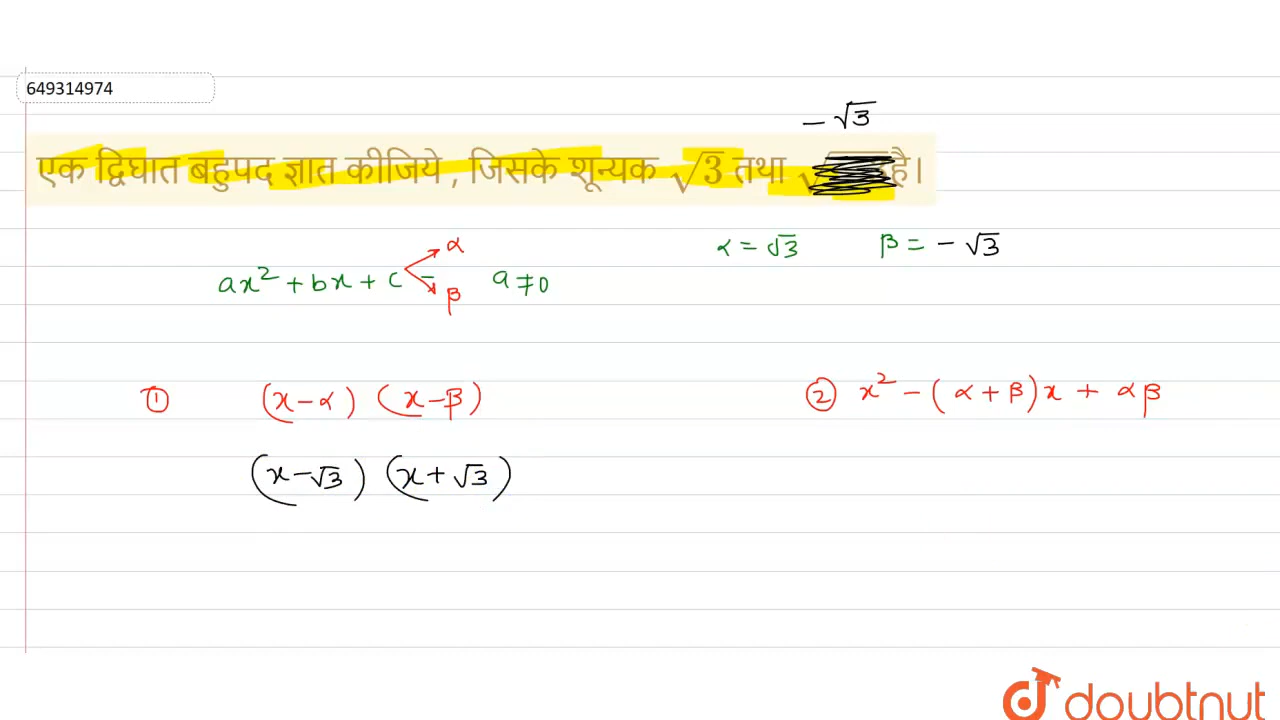 649314974
- √3
एक द्विघात बहुपद ज्ञात कीजिये , जिसके शून्यक √3 तथा है।
α = √3 β = - √3
α
ax² + bx + c = a ≠ 0
β
① (x - α) (x - β) ② x² - (α + β)x + αβ
(x - √3) (x + √3)
doubtnut